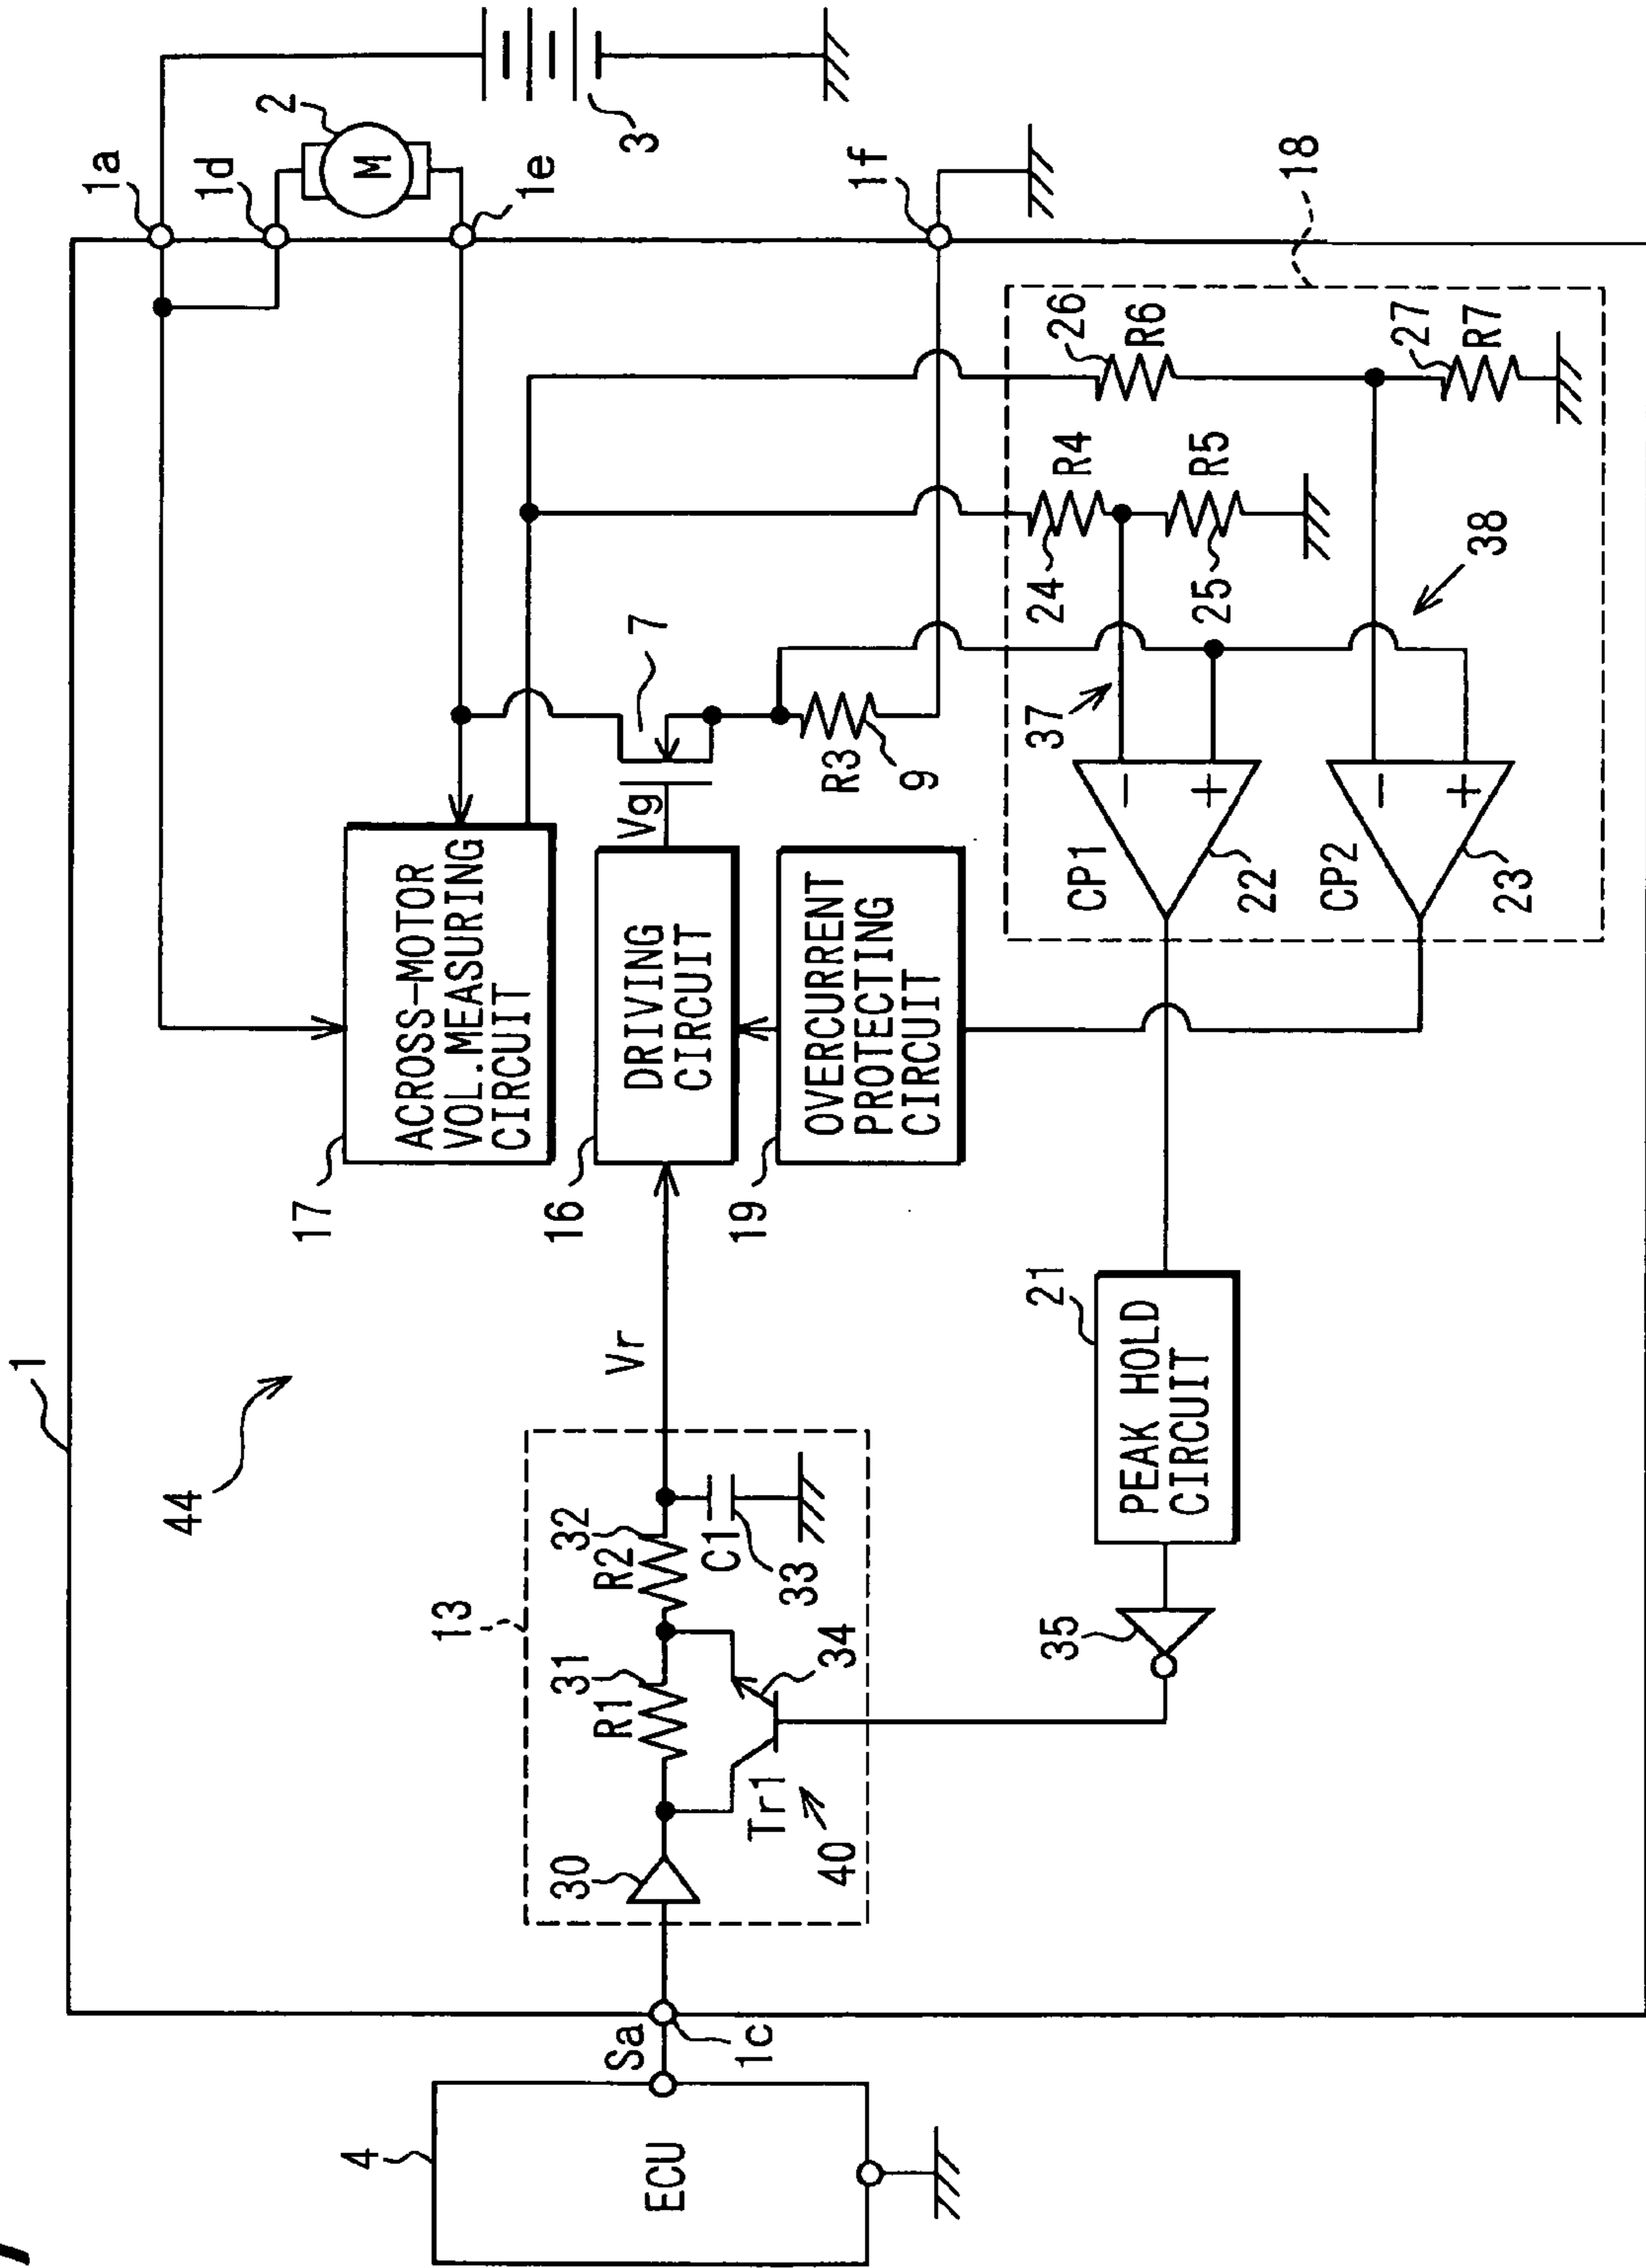 1
44
4
ECU
Sa
1c
13
30
R1
31
R2
32
C1
33
Tr1
34
40
Vr
17
ACROSS-MOTOR
VOL.MEASURING
CIRCUIT
16
DRIVING
CIRCUIT
Vg
7
19
OVERCURRENT
PROTECTING
CIRCUIT
R3
9
1a
1d
1e
1f
2
M
3
18
35
21
PEAK HOLD
CIRCUIT
37
CP1
22
CP2
23
-
+
-
+
24
R4
25
R5
26
R6
27
R7
38